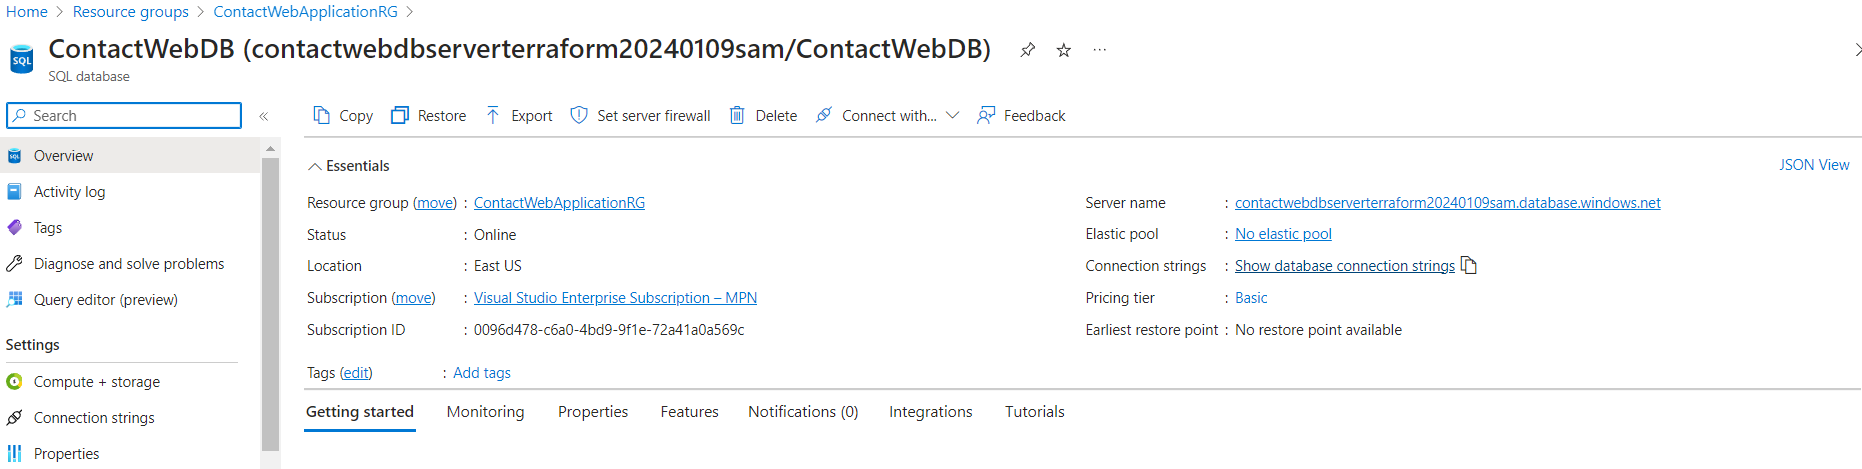 Home > Resource groups > ContactWebApplicationRG >
ContactWebDB (contactwebdbserverterraform20240109sam/ContactWebDB)
SQL
SQL database
Search
Overview
Activity log
Tags
Diagnose and solve problems
Query editor (preview)
Settings
Compute + storage
Connection strings
Properties
Copy Restore Export Set server firewall Delete Connect with... Feedback
Essentials
JSON View
Resource group (move) : ContactWebApplicationRG
Status : Online
Location : East US
Subscription (move) : Visual Studio Enterprise Subscription – MPN
Subscription ID : 0096d478-c6a0-4bd9-9f1e-72a41a0a569c
Server name : contactwebdbserverterraform20240109sam.database.windows.net
Elastic pool : No elastic pool
Connection strings : Show database connection strings
Pricing tier : Basic
Earliest restore point : No restore point available
Tags (edit) : Add tags
Getting started Monitoring Properties Features Notifications (0) Integrations Tutorials